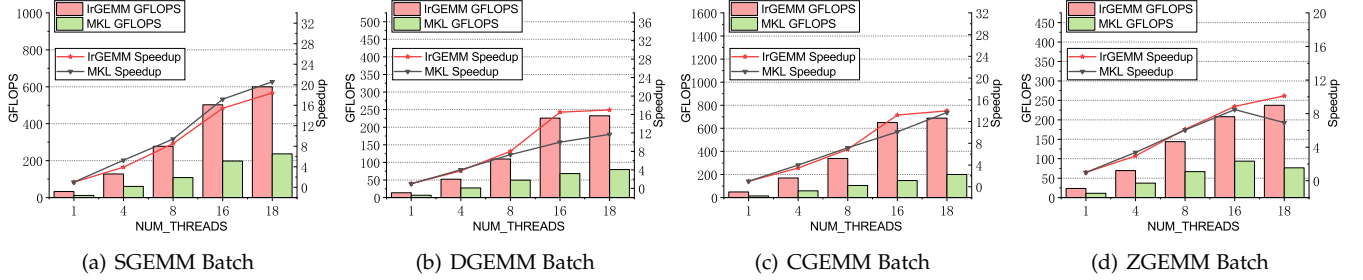 1000
800
600
400
200
0
GFLOPS
IrGEMM GFLOPS
MKL GFLOPS
IrGEMM Speedup
MKL Speedup
32
28
24
20
16
12
8
4
0
Speedup
1 4 8 16 18
NUM_THREADS
(a) SGEMM Batch
500
450
400
350
300
250
200
150
100
50
0
GFLOPS
IrGEMM GFLOPS
MKL GFLOPS
IrGEMM Speedup
MKL Speedup
36
32
28
24
20
16
12
8
4
0
Speedup
1 4 8 16 18
NUM_THREADS
(b) DGEMM Batch
1600
1400
1200
1000
800
600
400
200
0
GFLOPS
IrGEMM GFLOPS
MKL GFLOPS
IrGEMM Speedup
MKL Speedup
32
28
24
20
16
12
8
4
0
Speedup
1 4 8 16 18
NUM_THREADS
(c) CGEMM Batch
450
400
350
300
250
200
150
100
50
0
GFLOPS
IrGEMM GFLOPS
MKL GFLOPS
IrGEMM Speedup
MKL Speedup
20
16
12
8
4
0
Speedup
1 4 8 16 18
NUM_THREADS
(d) ZGEMM Batch